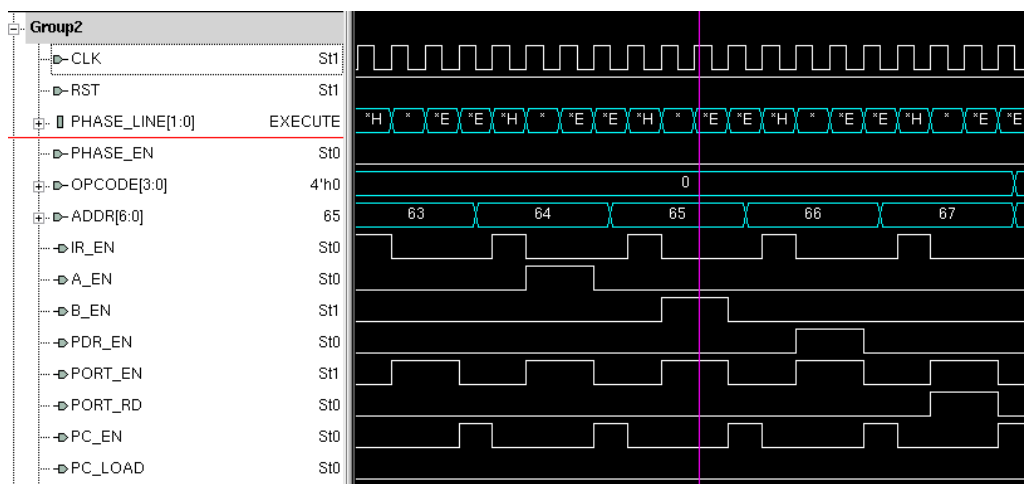 Group2
CLK St1
RST St1
PHASE_LINE[1:0] EXECUTE *H * *E *E *H * *E *E *H * *E *E *H * *E *E *H * *E *E
PHASE_EN St0
OPCODE[3:0] 4'h0 0
ADDR[6:0] 65 63 64 65 66 67
IR_EN St0
A_EN St0
B_EN St1
PDR_EN St0
PORT_EN St1
PORT_RD St0
PC_EN St0
PC_LOAD St0